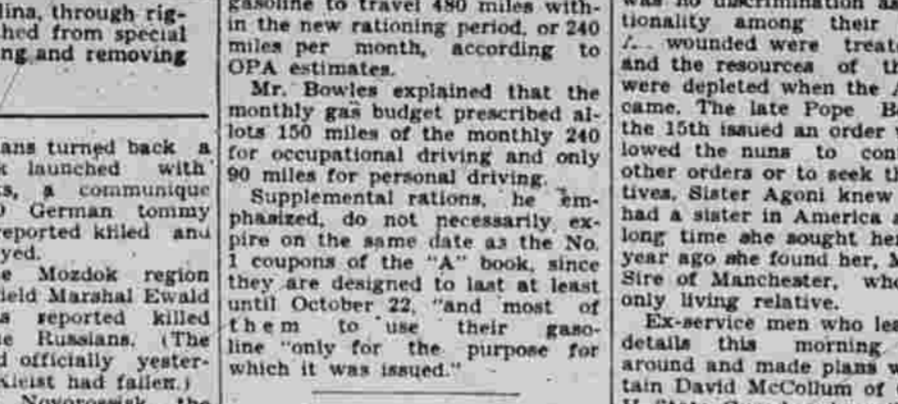 lina, through rig-
hed from special
ng and removing
ans turned back a
launched with
s, a communique
German tommy
reported killed and
yed.
e Mozdok region
ield Marshal Ewald
s reported killed
e Russians. (The
d officially yester-
Kleist had fallen.)
Novorossisk the
gasoline to travel 480 miles with-
in the new rationing period, or 240
miles per month, according to
OPA estimates.
Mr. Bowles explained that the
monthly gas budget prescribed al-
lots 150 miles of the monthly 240
for occupational driving and only
90 miles for personal driving.
Supplemental rations, he em-
phasized, do not necessarily ex-
pire on the same date as the No.
1 coupons of the "A" book, since
they are designed to last at least
until October 22, "and most of
them to use their gaso-
line "only for the purpose for
which it was issued."
was no discrimination as
tionality among their
wounded were treat
and the resources of th
were depleted when the A
came. The late Pope B
the 15th issued an order
lowed the nuns to con
other orders or to seek th
tives. Sister Agoni knew
had a sister in America a
long time she sought her
year ago she found her, M
Sire of Manchester, who
only living relative.
Ex-service men who lea
details this morning
around and made plans w
tain David McCollum of